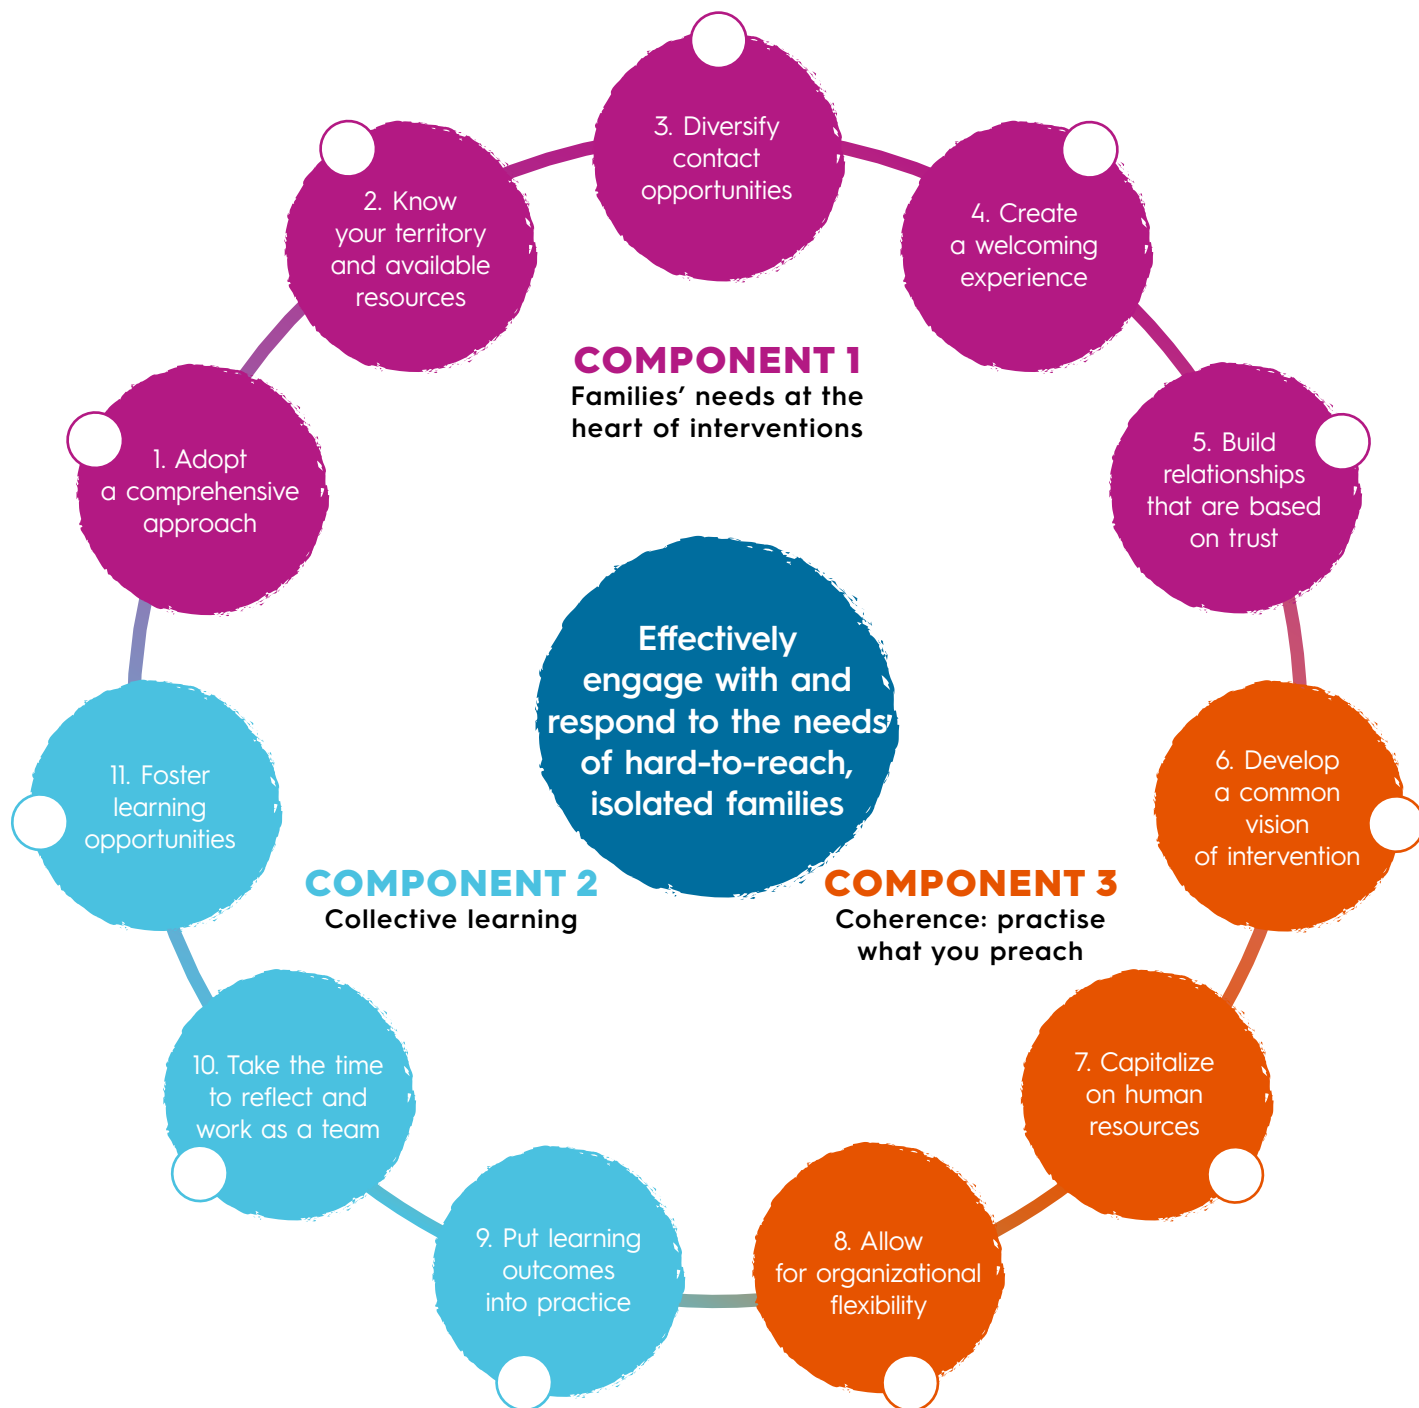 3. Diversify
contact
opportunities
2. Know
your territory
and available
resources
4. Create
a welcoming
experience
COMPONENT 1
Families’ needs at the
heart of interventions
1. Adopt
a comprehensive
approach
5. Build
relationships
that are based
on trust
Effectively
engage with and
respond to the needs
of hard-to-reach,
isolated families
11. Foster
learning
opportunities
6. Develop
a common
vision
of intervention
COMPONENT 2
Collective learning
COMPONENT 3
Coherence: practise
what you preach
10. Take the time
to reflect and
work as a team
7. Capitalize
on human
resources
9. Put learning
outcomes
into practice
8. Allow
for organizational
flexibility